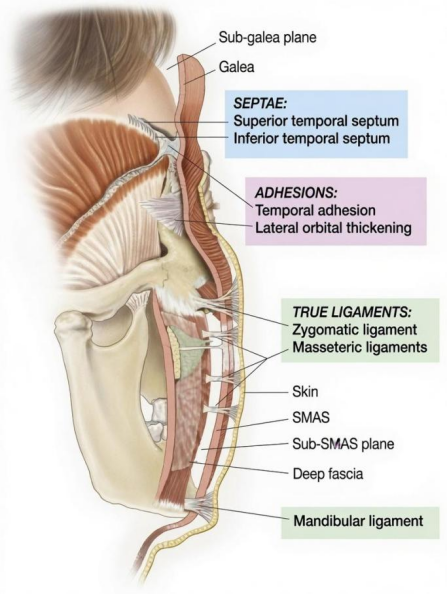 Sub-galea plane
Galea
SEPTAE:
Superior temporal septum
Inferior temporal septum
ADHESIONS:
Temporal adhesion
Lateral orbital thickening
TRUE LIGAMENTS:
Zygomatic ligament
Masseteric ligaments
Skin
SMAS
Sub-SMAS plane
Deep fascia
Mandibular ligament